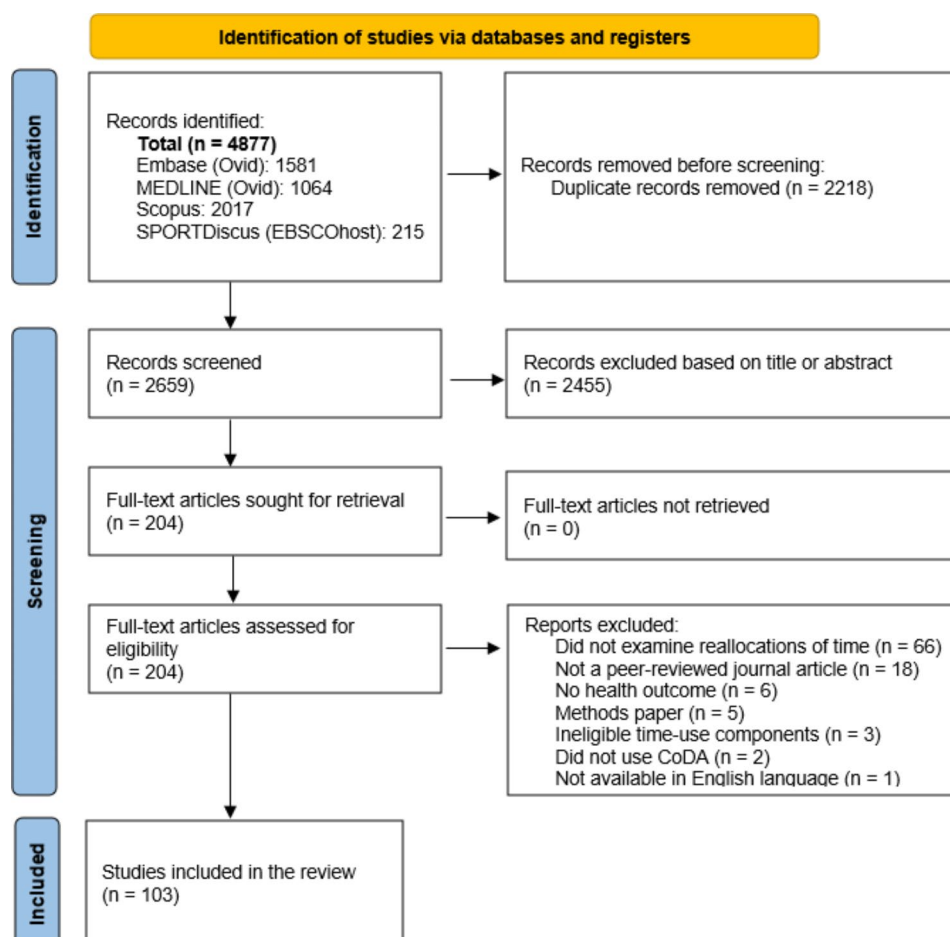 Identification of studies via databases and registers
Identification
Records identified:
Total (n = 4877)
Embase (Ovid): 1581
MEDLINE (Ovid): 1064
Scopus: 2017
SPORTDiscus (EBSCOhost): 215
Records removed before screening:
Duplicate records removed (n = 2218)
Screening
Records screened
(n = 2659)
Records excluded based on title or abstract
(n = 2455)
Full-text articles sought for retrieval
(n = 204)
Full-text articles not retrieved
(n = 0)
Full-text articles assessed for
eligibility
(n = 204)
Reports excluded:
Did not examine reallocations of time (n = 66)
Not a peer-reviewed journal article (n = 18)
No health outcome (n = 6)
Methods paper (n = 5)
Ineligible time-use components (n = 3)
Did not use CoDA (n = 2)
Not available in English language (n = 1)
Included
Studies included in the review
(n = 103)